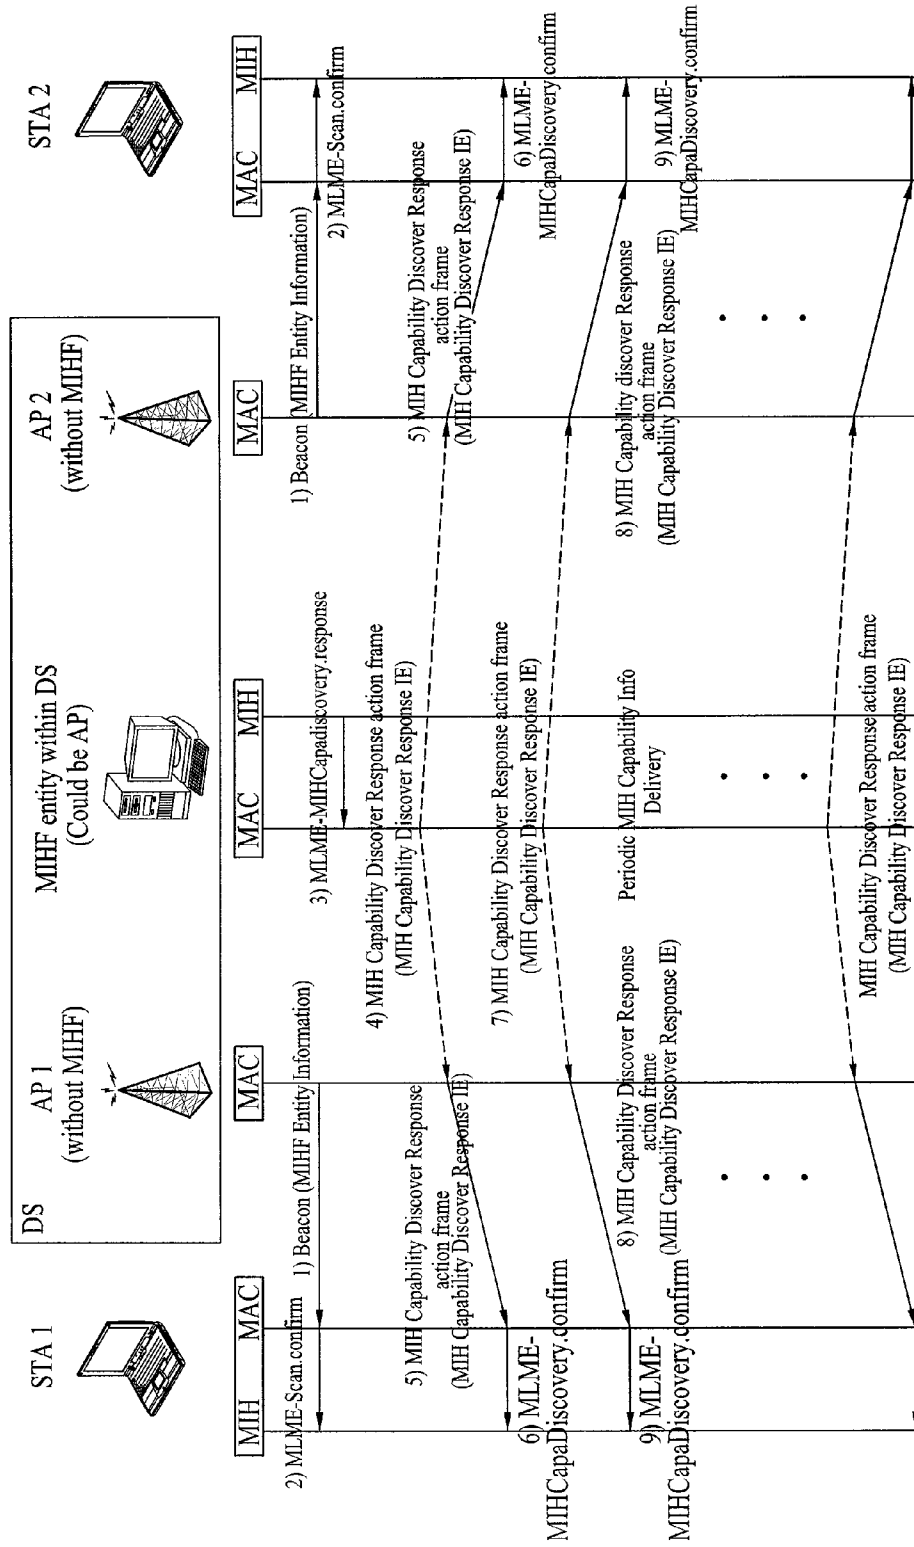 STA 1
DS
AP 1
(without MIHF)
MIHF entity within DS
(Could be AP)
AP 2
(without MIHF)
STA 2
MIH
MAC
MAC
MAC
MIH
MAC
MAC
MIH
1) Beacon (MIHF Entity Information)
2) MLME-Scan.confirm
1) Beacon (MIHF Entity Information)
2) MLME-Scan.confirm
3) MLME-MIHCapadiscovery.response
4) MIH Capability Discover Response action frame
(MIH Capability Discover Response IE)
5) MIH Capability Discover Response
action frame
(MIH Capability Discover Response IE)
5) MIH Capability Discover Response
action frame
(MIH Capability Discover Response IE)
6) MLME-
MIHCapaDiscovery.confirm
6) MLME-
MIHCapaDiscovery.confirm
7) MIH Capability Discover Response action frame
(MIH Capability Discover Response IE)
8) MIH Capability Discover Response
action frame
(MIH Capability Discover Response IE)
8) MIH Capability discover Response
action frame
(MIH Capability Discover Response IE)
9) MLME-
MIHCapaDiscovery.confirm
9) MLME-
MIHCapaDiscovery.confirm
Periodic MIH Capability Info
Delivery
MIH Capability Discover Response action frame
(MIH Capability Discover Response IE)